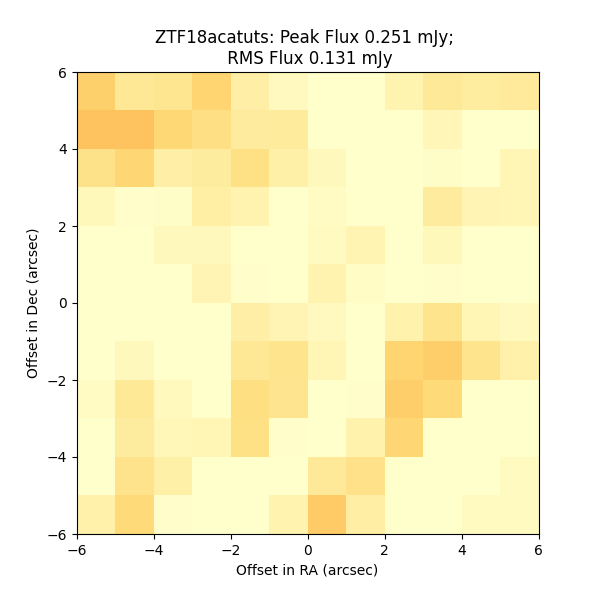 ZTF18acatuts: Peak Flux 0.251 mJy;
RMS Flux 0.131 mJy
6
4
2
0
−2
−4
−6
Offset in Dec (arcsec)
−6 −4 −2 0 2 4 6
Offset in RA (arcsec)